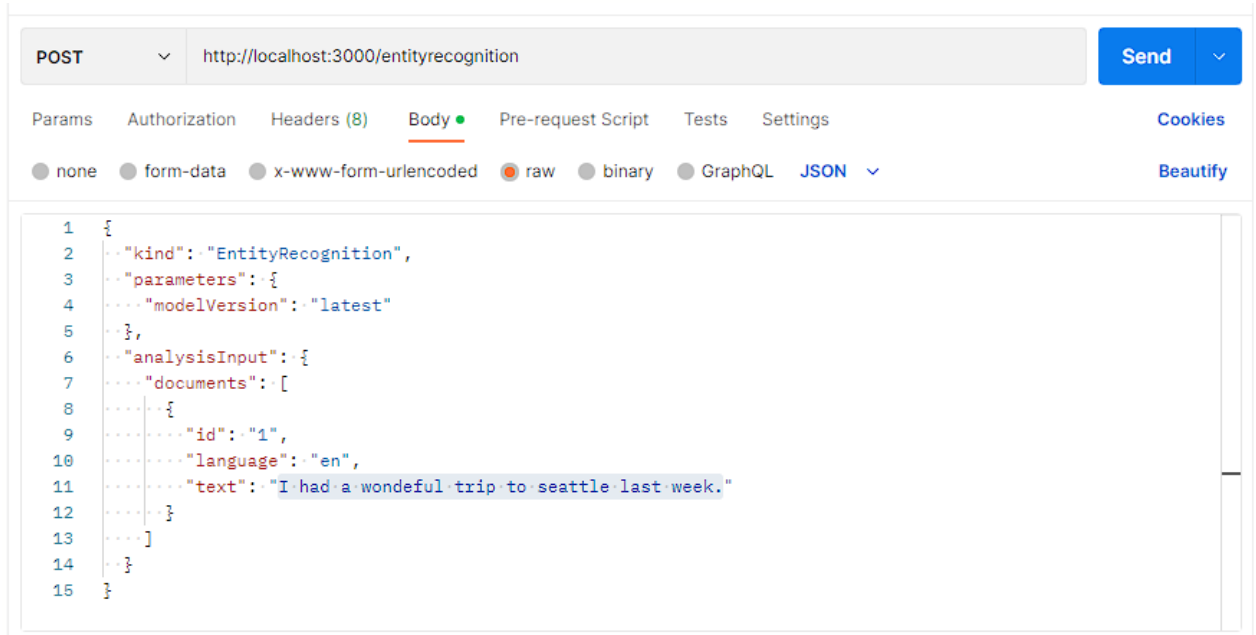 POST http://localhost:3000/entityrecognition Send
Params Authorization Headers (8) Body Pre-request Script Tests Settings Cookies
none form-data x-www-form-urlencoded raw binary GraphQL JSON Beautify
1 {
2 "kind": "EntityRecognition",
3 "parameters": {
4 "modelVersion": "latest"
5 },
6 "analysisInput": {
7 "documents": [
8 {
9 "id": "1",
10 "language": "en",
11 "text": "I had a wondeful trip to seattle last week."
12 }
13 ]
14 }
15 }